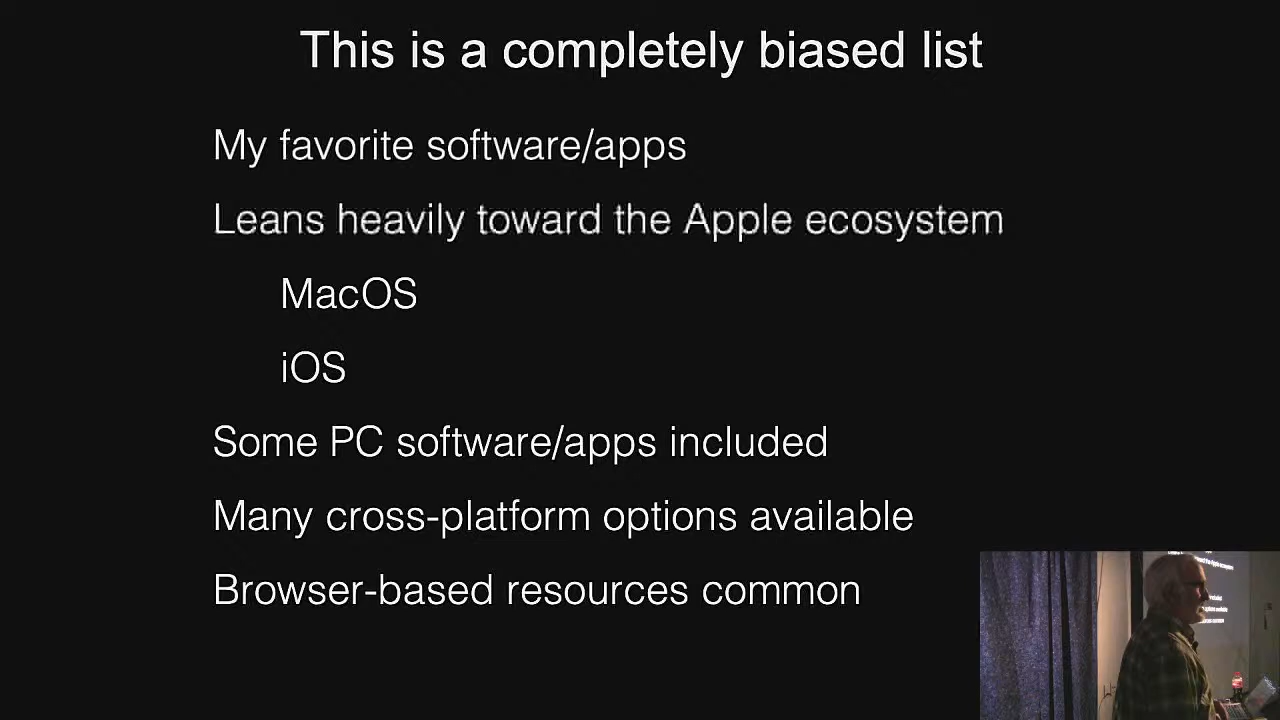 This is a completely biased list
My favorite software/apps
Leans heavily toward the Apple ecosystem
MacOS
iOS
Some PC software/apps included
Many cross-platform options available
Browser-based resources common